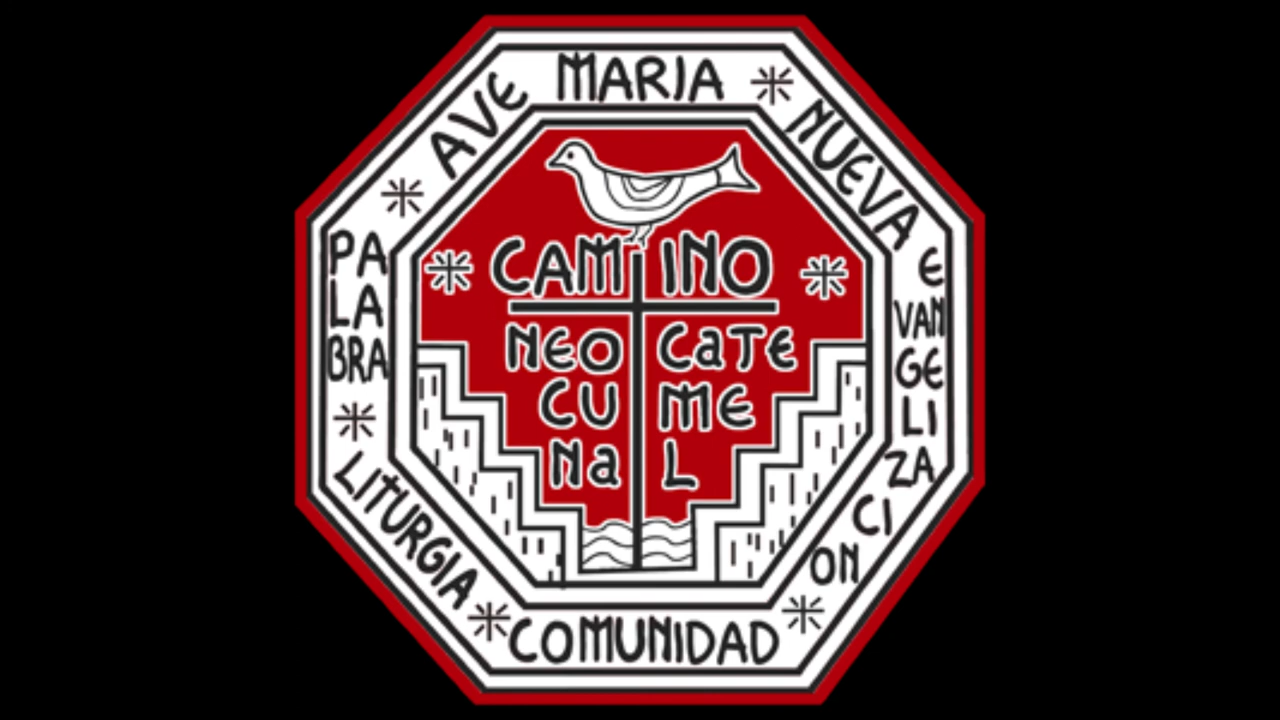 AVE MARIA
NUEVA
E
VAN
GE
LI
ZA
CI
ON
COMUNIDAD
LITURGIA
PA
LA
BRA
CAMINO
NEO CaTE
CU ME
Na L